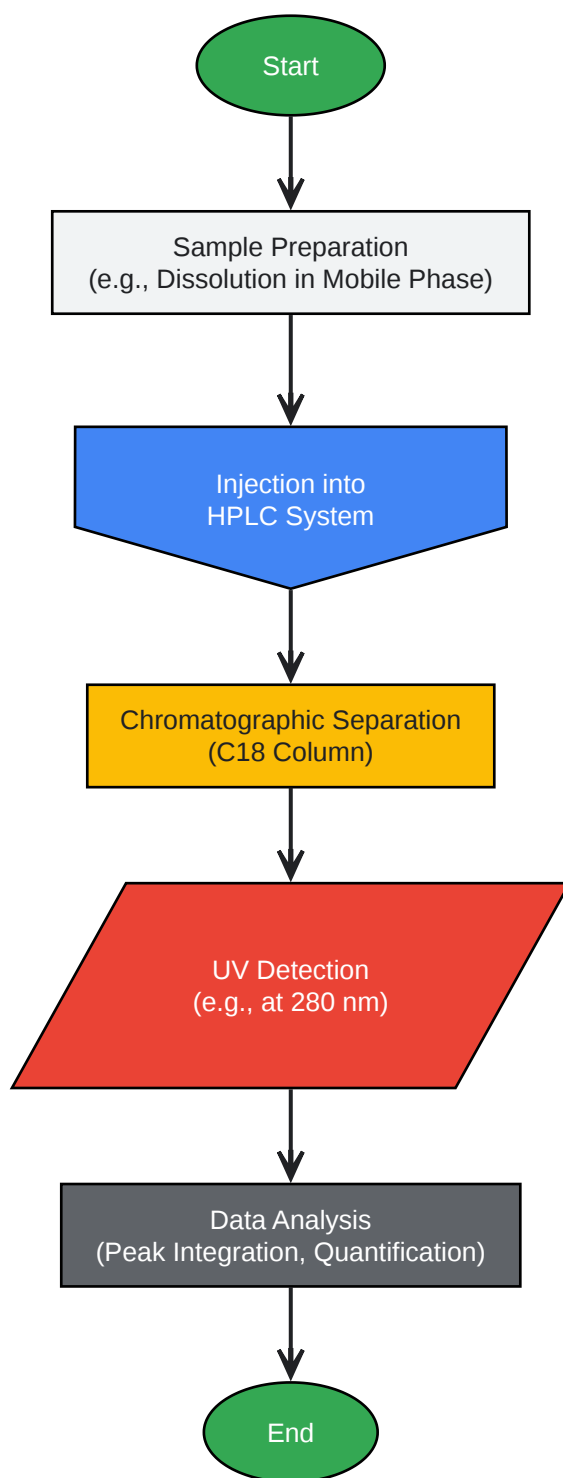 Start
Sample Preparation
(e.g., Dissolution in Mobile Phase)
Injection into
HPLC System
Chromatographic Separation
(C18 Column)
UV Detection
(e.g., at 280 nm)
Data Analysis
(Peak Integration, Quantification)
End